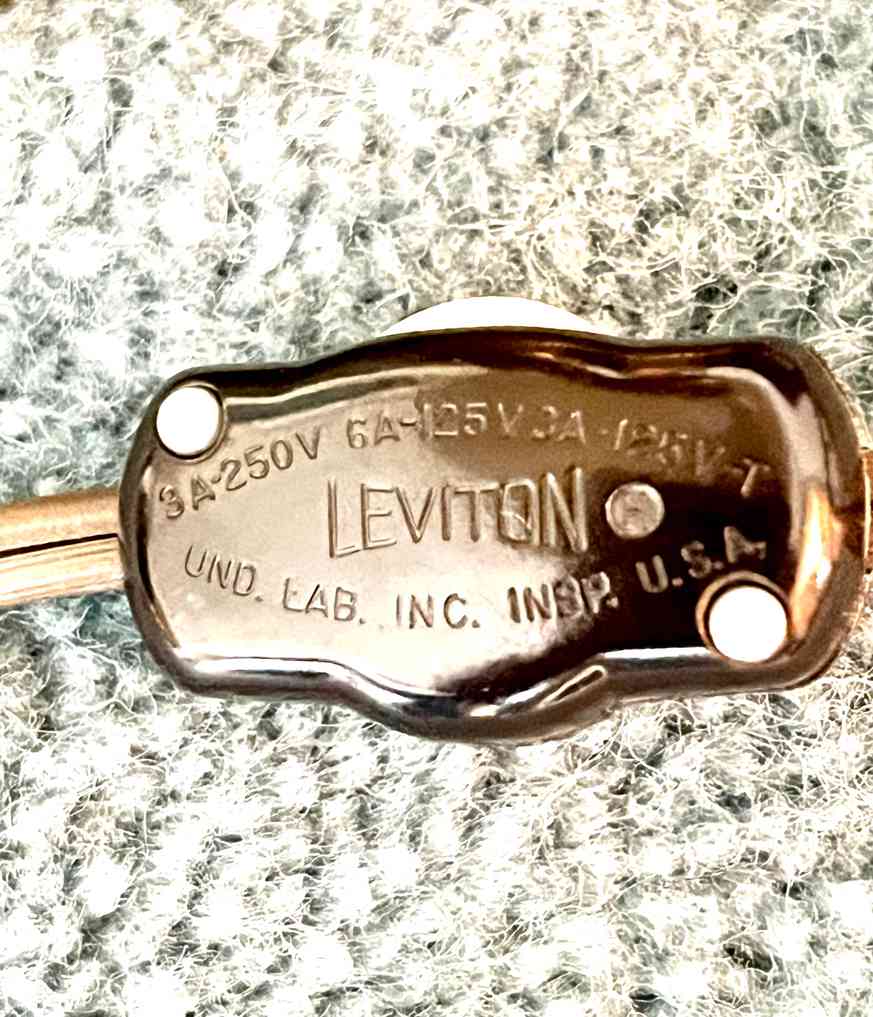 3A-250V 6A-125V 3A-125V-T
LEVITON ®
UND. LAB. INC. INSP. U.S.A.